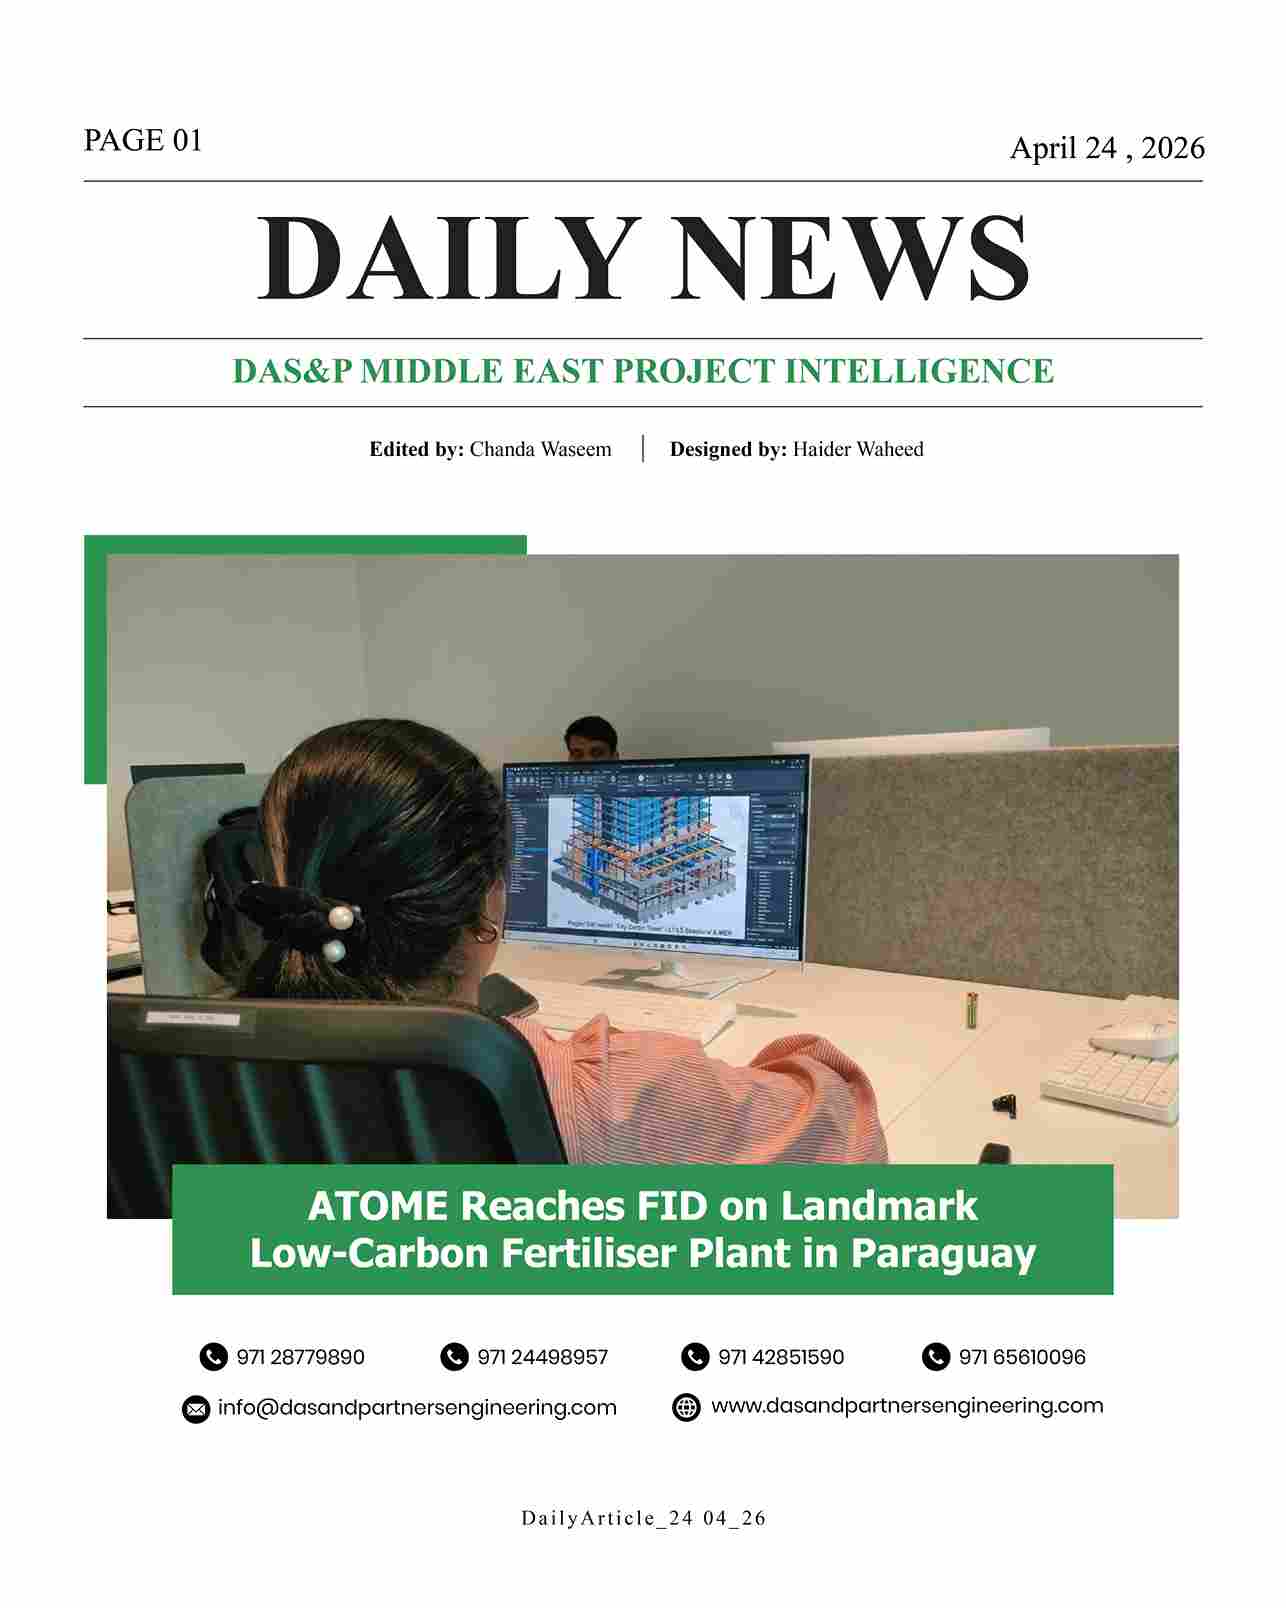 PAGE 01
April 24 , 2026
DAILY NEWS
DAS&P MIDDLE EAST PROJECT INTELLIGENCE
Edited by: Chanda Waseem | Designed by: Haider Waheed
ATOME Reaches FID on Landmark
Low-Carbon Fertiliser Plant in Paraguay
971 28779890
971 24498957
971 42851590
971 65610096
info@dasandpartnersengineering.com
www.dasandpartnersengineering.com
DailyArticle_24 04_26